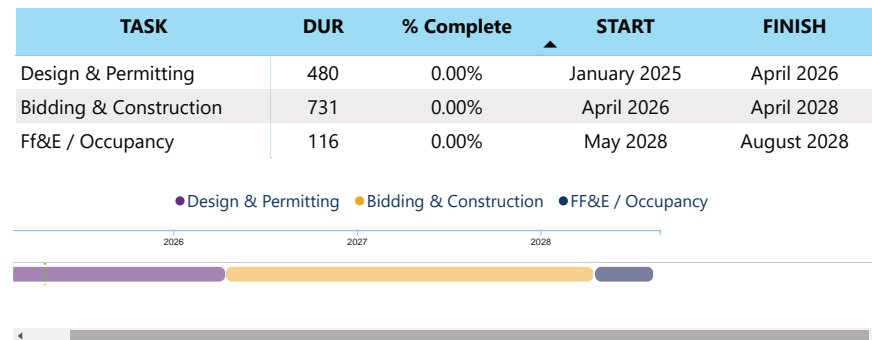 TASK DUR % Complete START FINISH
Design & Permitting 480 0.00% January 2025 April 2026
Bidding & Construction 731 0.00% April 2026 April 2028
Ff&E / Occupancy 116 0.00% May 2028 August 2028
Design & Permitting Bidding & Construction FF&E / Occupancy
2026 2027 2028